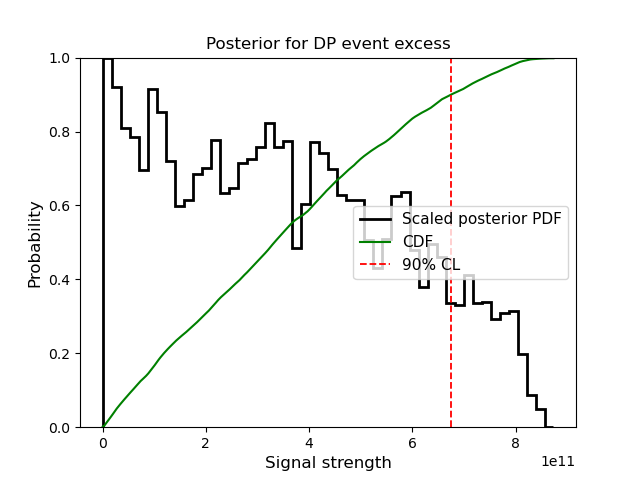 Posterior for DP event excess
1.0
0.8
0.6
0.4
0.2
0.0
Probability
Scaled posterior PDF
CDF
90% CL
0
2
4
6
8
1e11
Signal strength